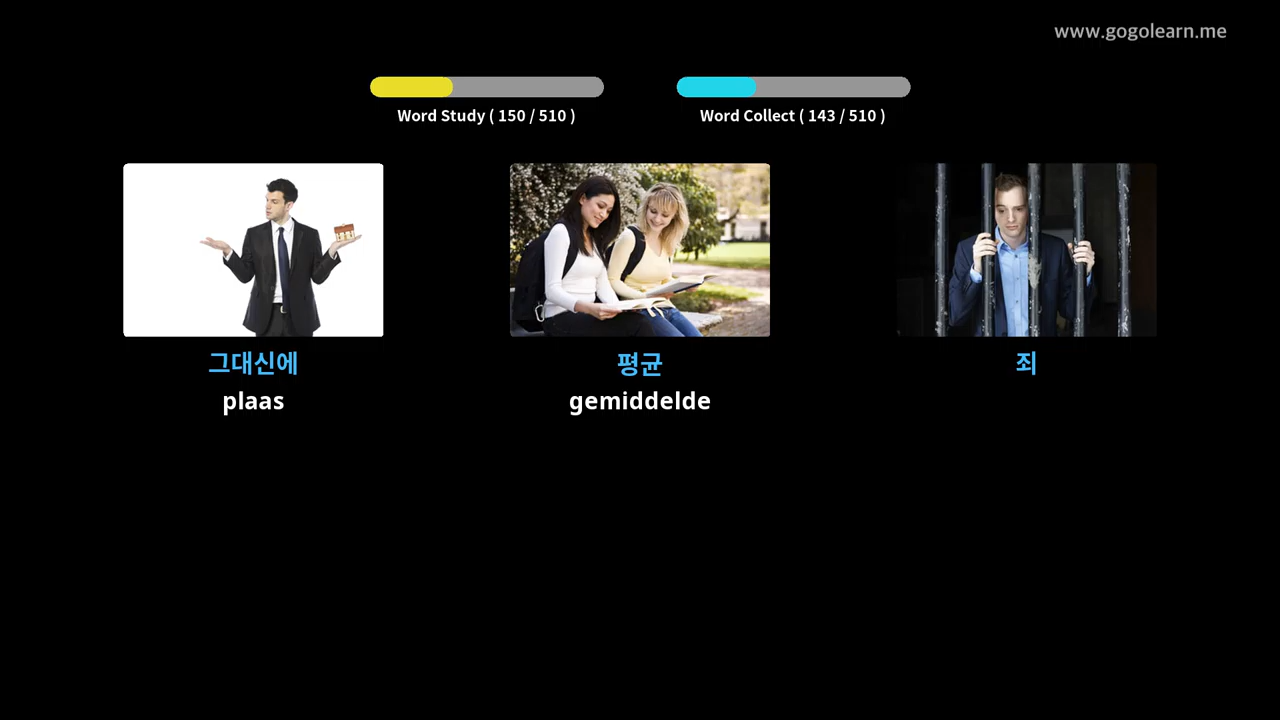 www.gogolearn.me
Word Study ( 150 / 510 )
Word Collect ( 143 / 510 )
그대신에
평균
죄
plaas
gemiddelde